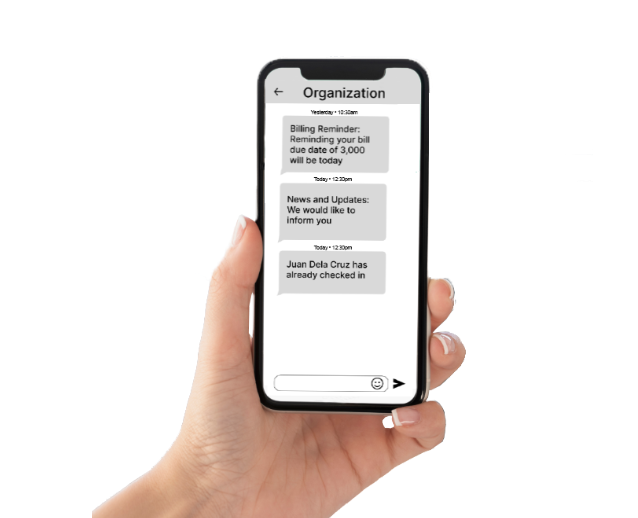 Organization
Yesterday • 10:30am
Billing Reminder:
Reminding your bill
due date of 3,000
will be today
Today • 12:30pm
News and Updates:
We would like to
inform you
Today • 12:30pm
Juan Dela Cruz has
already checked in